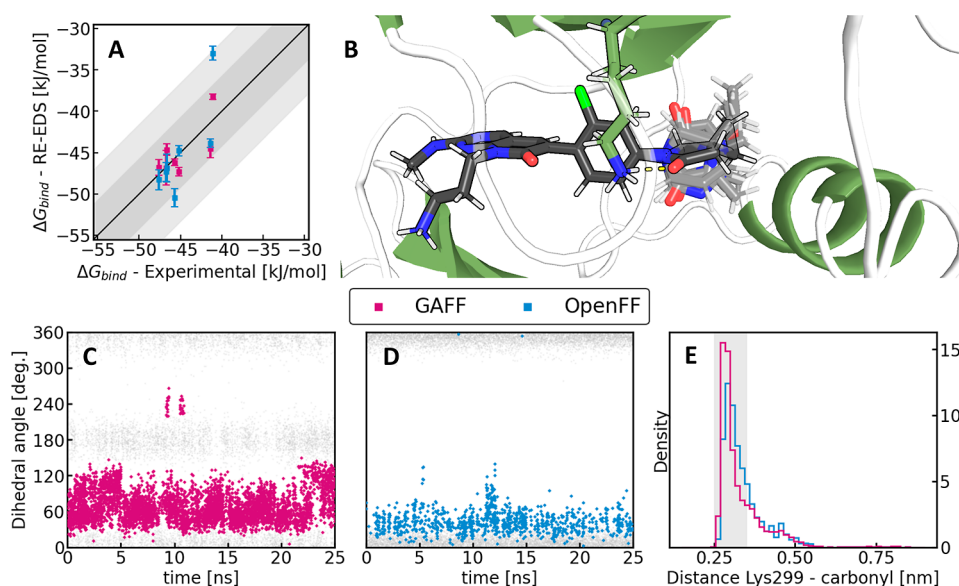 A
−30
−35
−40
−45
−50
−55
ΔG_bind - RE-EDS [kJ/mol]
−55 −50 −45 −40 −35 −30
ΔG_bind - Experimental [kJ/mol]
B
GAFF OpenFF
C
360
300
240
180
120
60
0
Dihedral angle [deg.]
0 5 10 15 20 25
time [ns]
D
0 5 10 15 20 25
time [ns]
E
15
10
5
0
Density
0.25 0.50 0.75
Distance Lys299 - carbonyl [nm]